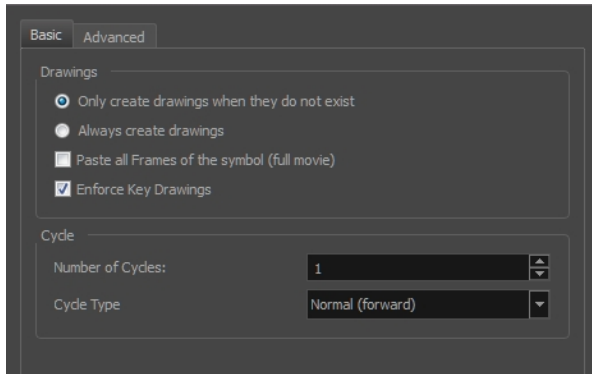 Basic Advanced
Drawings
Only create drawings when they do not exist
Always create drawings
Paste all Frames of the symbol (full movie)
Enforce Key Drawings
Cycle
Number of Cycles: 1
Cycle Type Normal (forward)